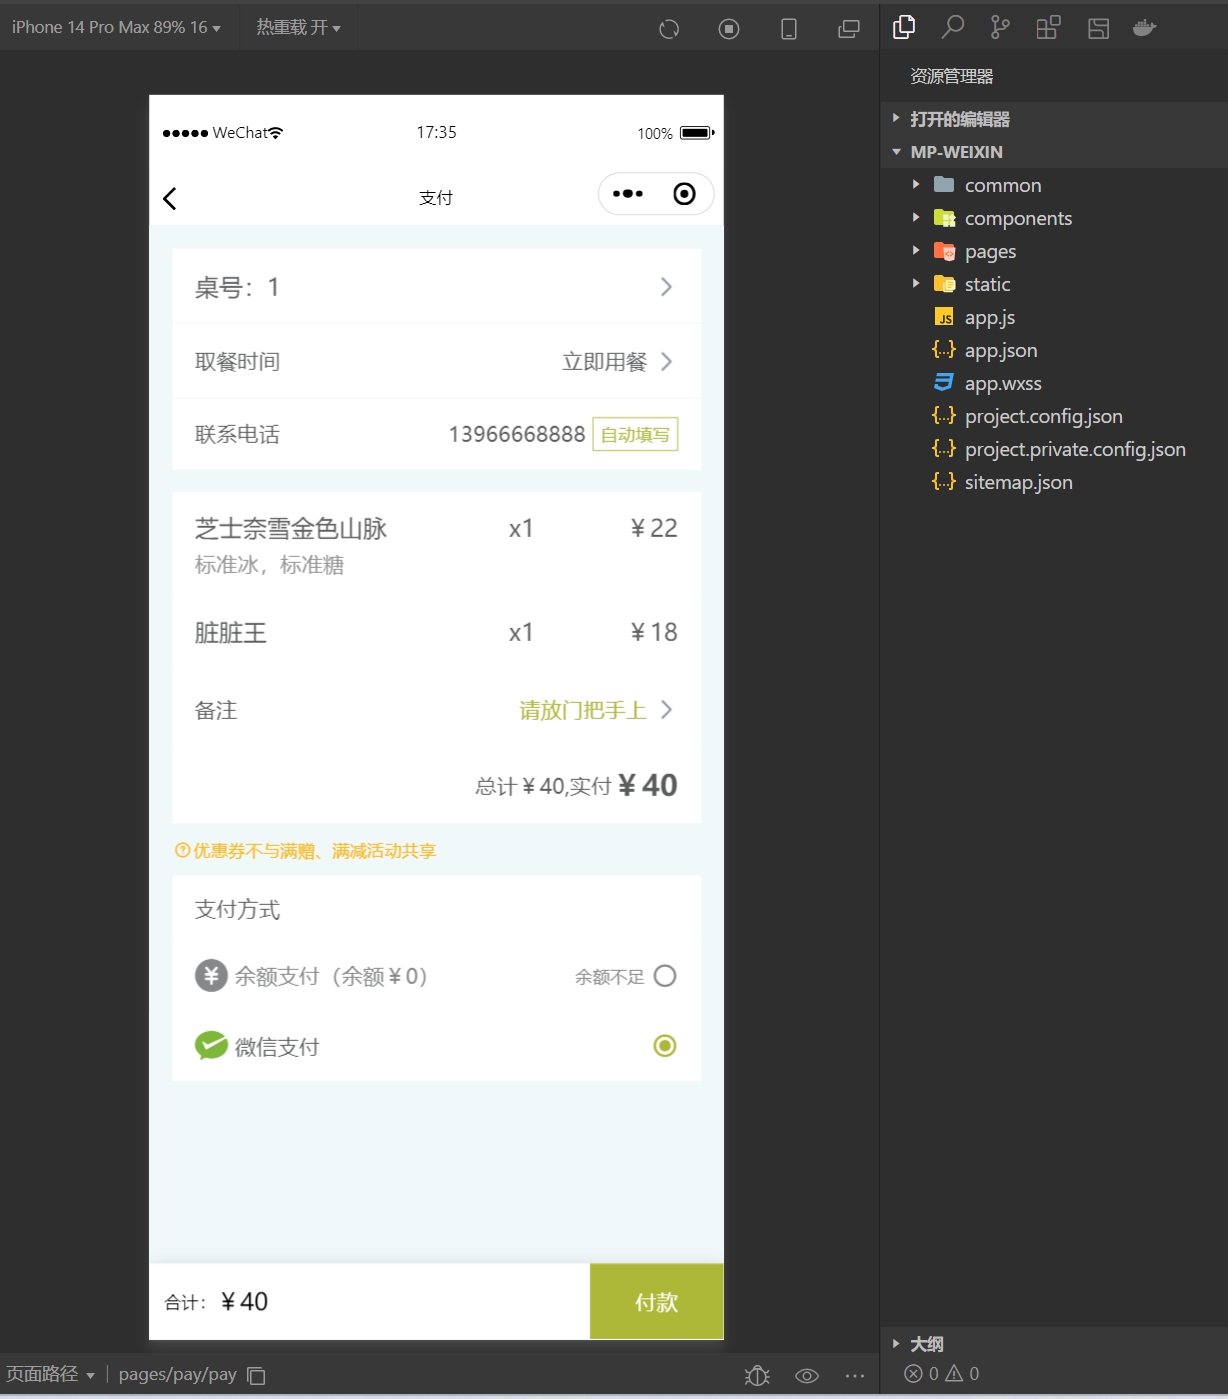 iPhone 14 Pro Max 89% 16
热重载 开
WeChat
17:35
100%
支付
桌号：1
取餐时间
立即用餐
联系电话
13966668888
自动填写
芝士奈雪金色山脉
x1
¥22
标准冰，标准糖
脏脏王
x1
¥18
备注
请放门把手上
总计¥40,实付¥40
优惠券不与满赠、满减活动共享
支付方式
余额支付（余额¥0）
余额不足
微信支付
合计：¥40
付款
页面路径
pages/pay/pay
资源管理器
打开的编辑器
MP-WEIXIN
common
components
pages
static
JS
app.js
app.json
app.wxss
project.config.json
project.private.config.json
sitemap.json
大纲
0
0